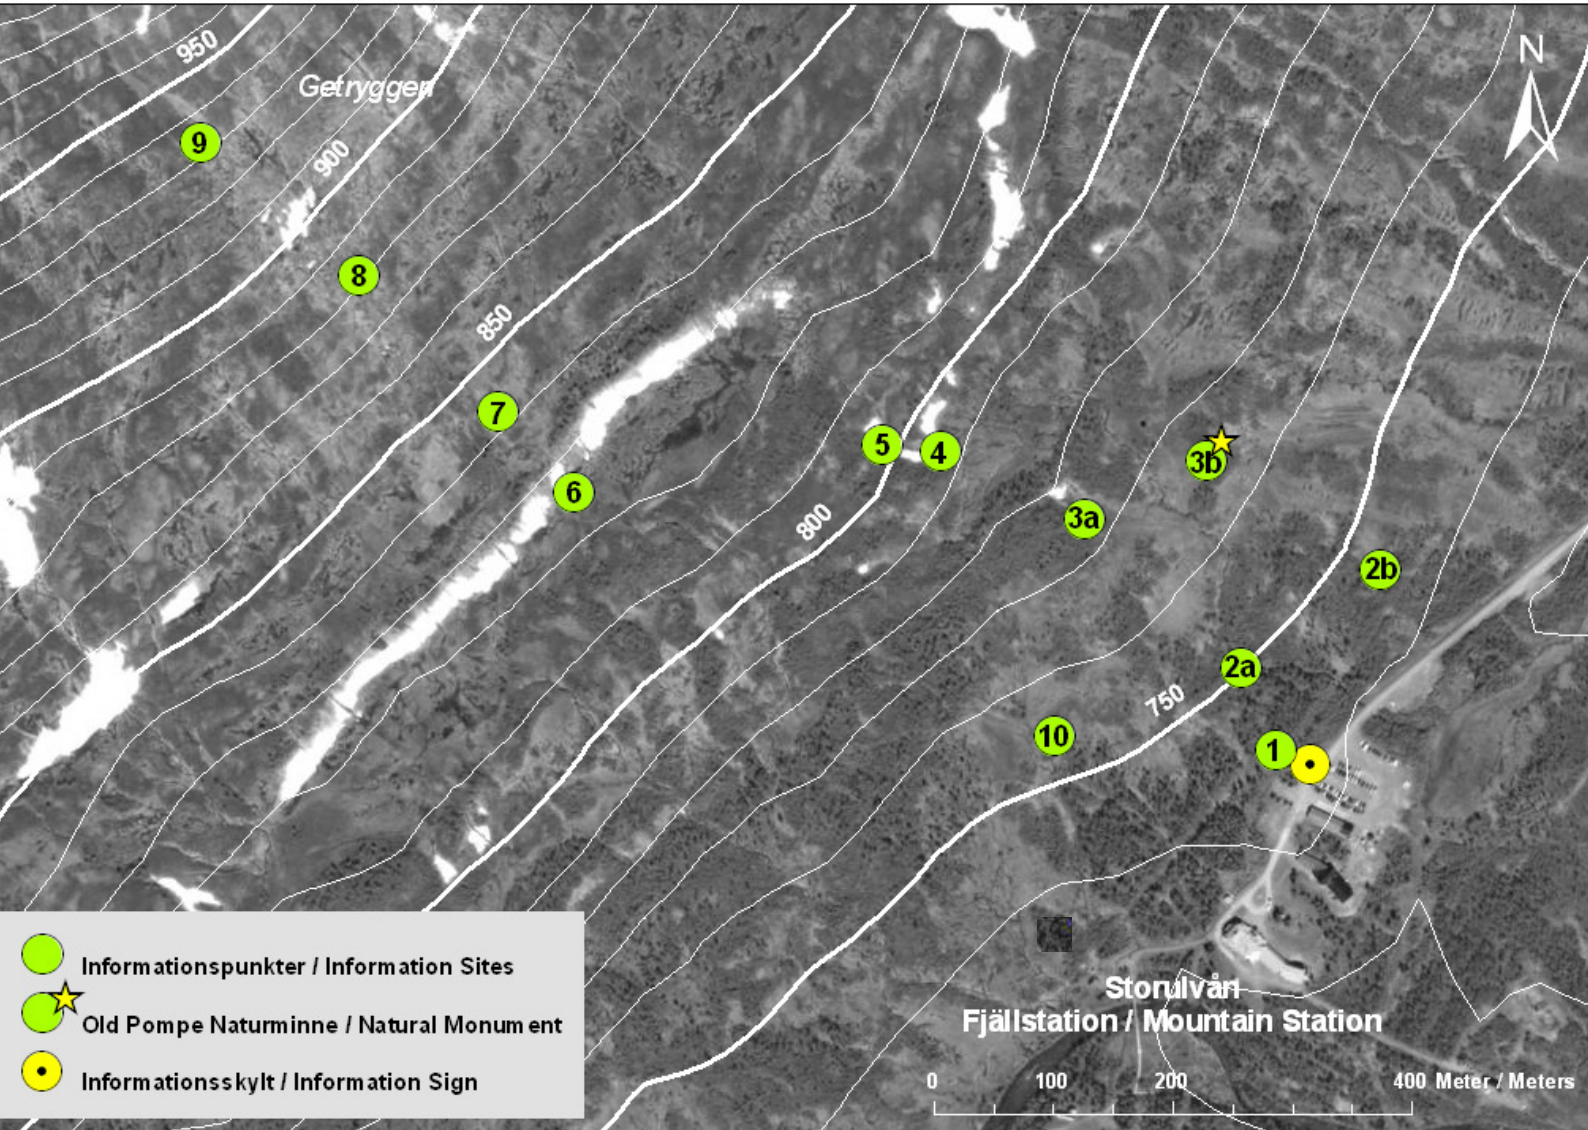 950
Getryggen
N
9
900
8
850
7
5
4
3b
6
3a
800
2b
2a
750
10
1
Storulvån
Fjällstation / Mountain Station
0 100 200 400 Meter / Meters
Informationspunkter / Information Sites
Old Pompe Naturminne / Natural Monument
Informationsskylt / Information Sign